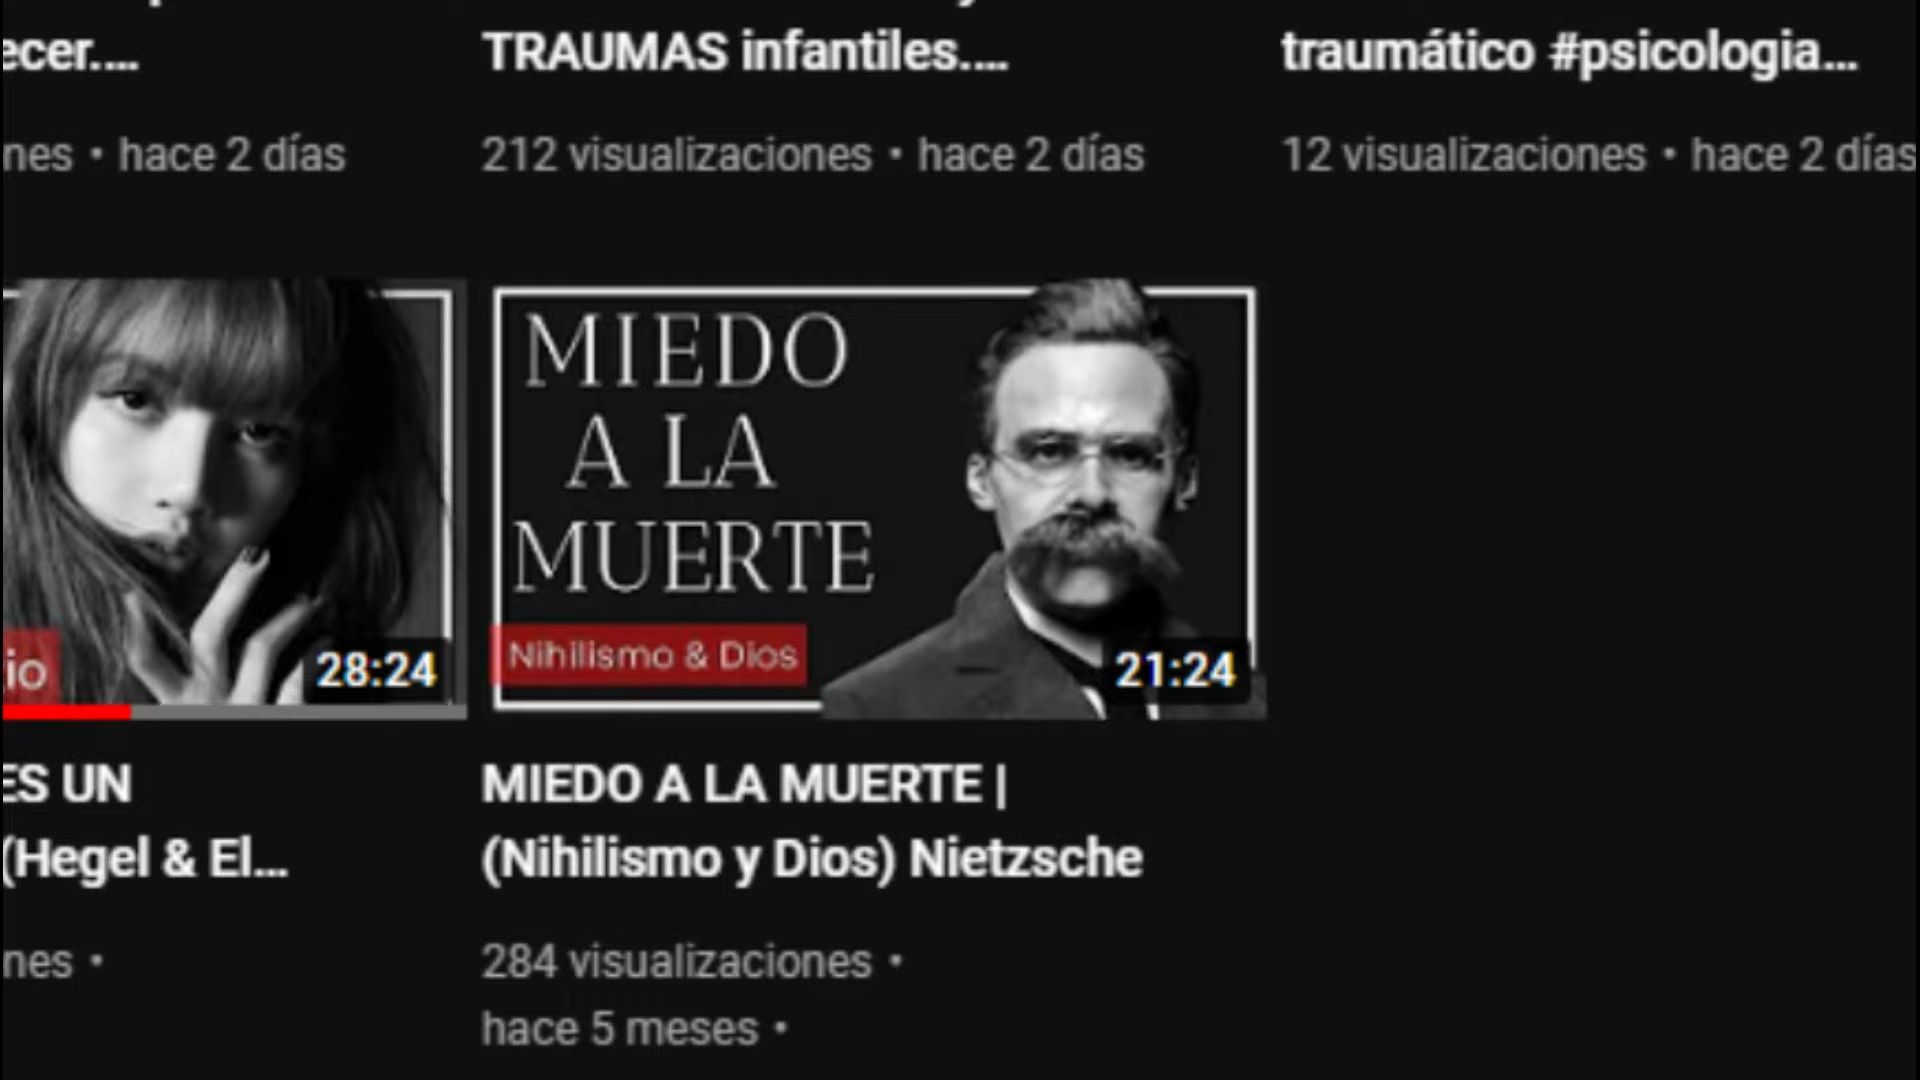 ecer....
TRAUMAS infantiles....
traumático #psicologia...
nes • hace 2 días
212 visualizaciones • hace 2 días
12 visualizaciones • hace 2 días
io
28:24
MIEDO
A LA
MUERTE
Nihilismo & Dios
21:24
ES UN
(Hegel & El...
nes •
MIEDO A LA MUERTE |
(Nihilismo y Dios) Nietzsche
284 visualizaciones •
hace 5 meses •